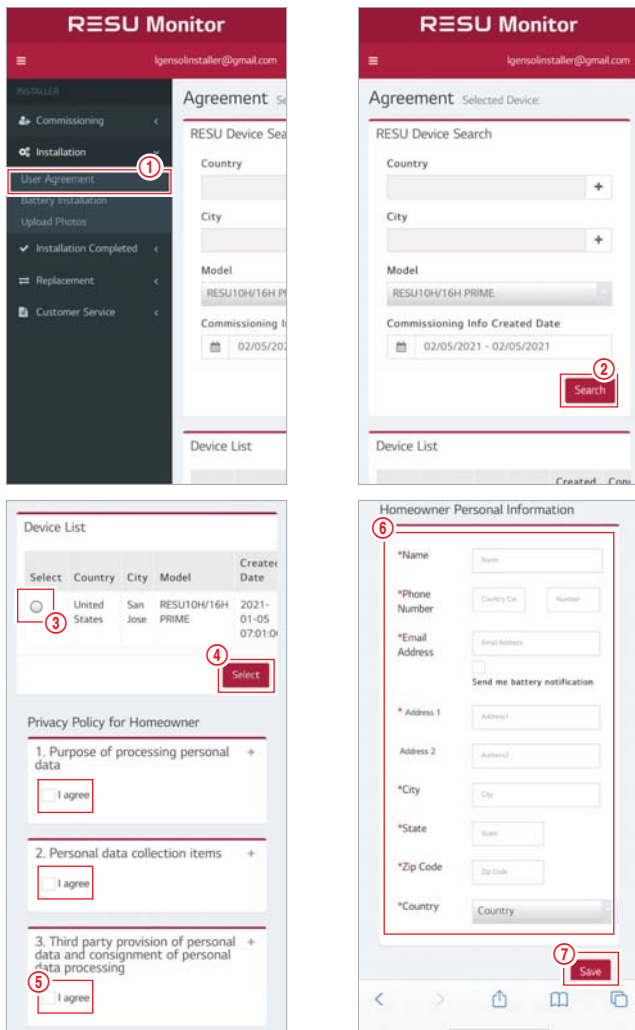 RESU Monitor
lgensolinstaller@gmail.com
INSTALLER
Commissioning
Installation
①
User Agreement
Battery Installation
Upload Photos
Installation Completed
Replacement
Customer Service
Agreement
RESU Device Sea
Country
City
Model
RESU10H/16H P
Commissioning I
02/05/202
Device List
RESU Monitor
lgensolinstaller@gmail.com
Agreement Selected Device:
RESU Device Search
Country
+
City
+
Model
RESU10H/16H PRIME
Commissioning Info Created Date
02/05/2021 - 02/05/2021
②
Search
Device List
Created
Device List
Select Country City Model Created Date
③
United States San Jose RESU10H/16H PRIME 2021-01-05 07:01:0
④
Select
Privacy Policy for Homeowner
1. Purpose of processing personal +
data
I agree
2. Personal data collection items +
I agree
3. Third party provision of personal +
data and consignment of personal
data processing
⑤
I agree
Homeowner Personal Information
⑥
*Name Name
*Phone Number Country Co Number
*Email Address Email Address
Send me battery notification
* Address 1 Address1
Address 2 Address2
*City City
*State State
*Zip Code Zip Code
*Country Country
⑦
Save